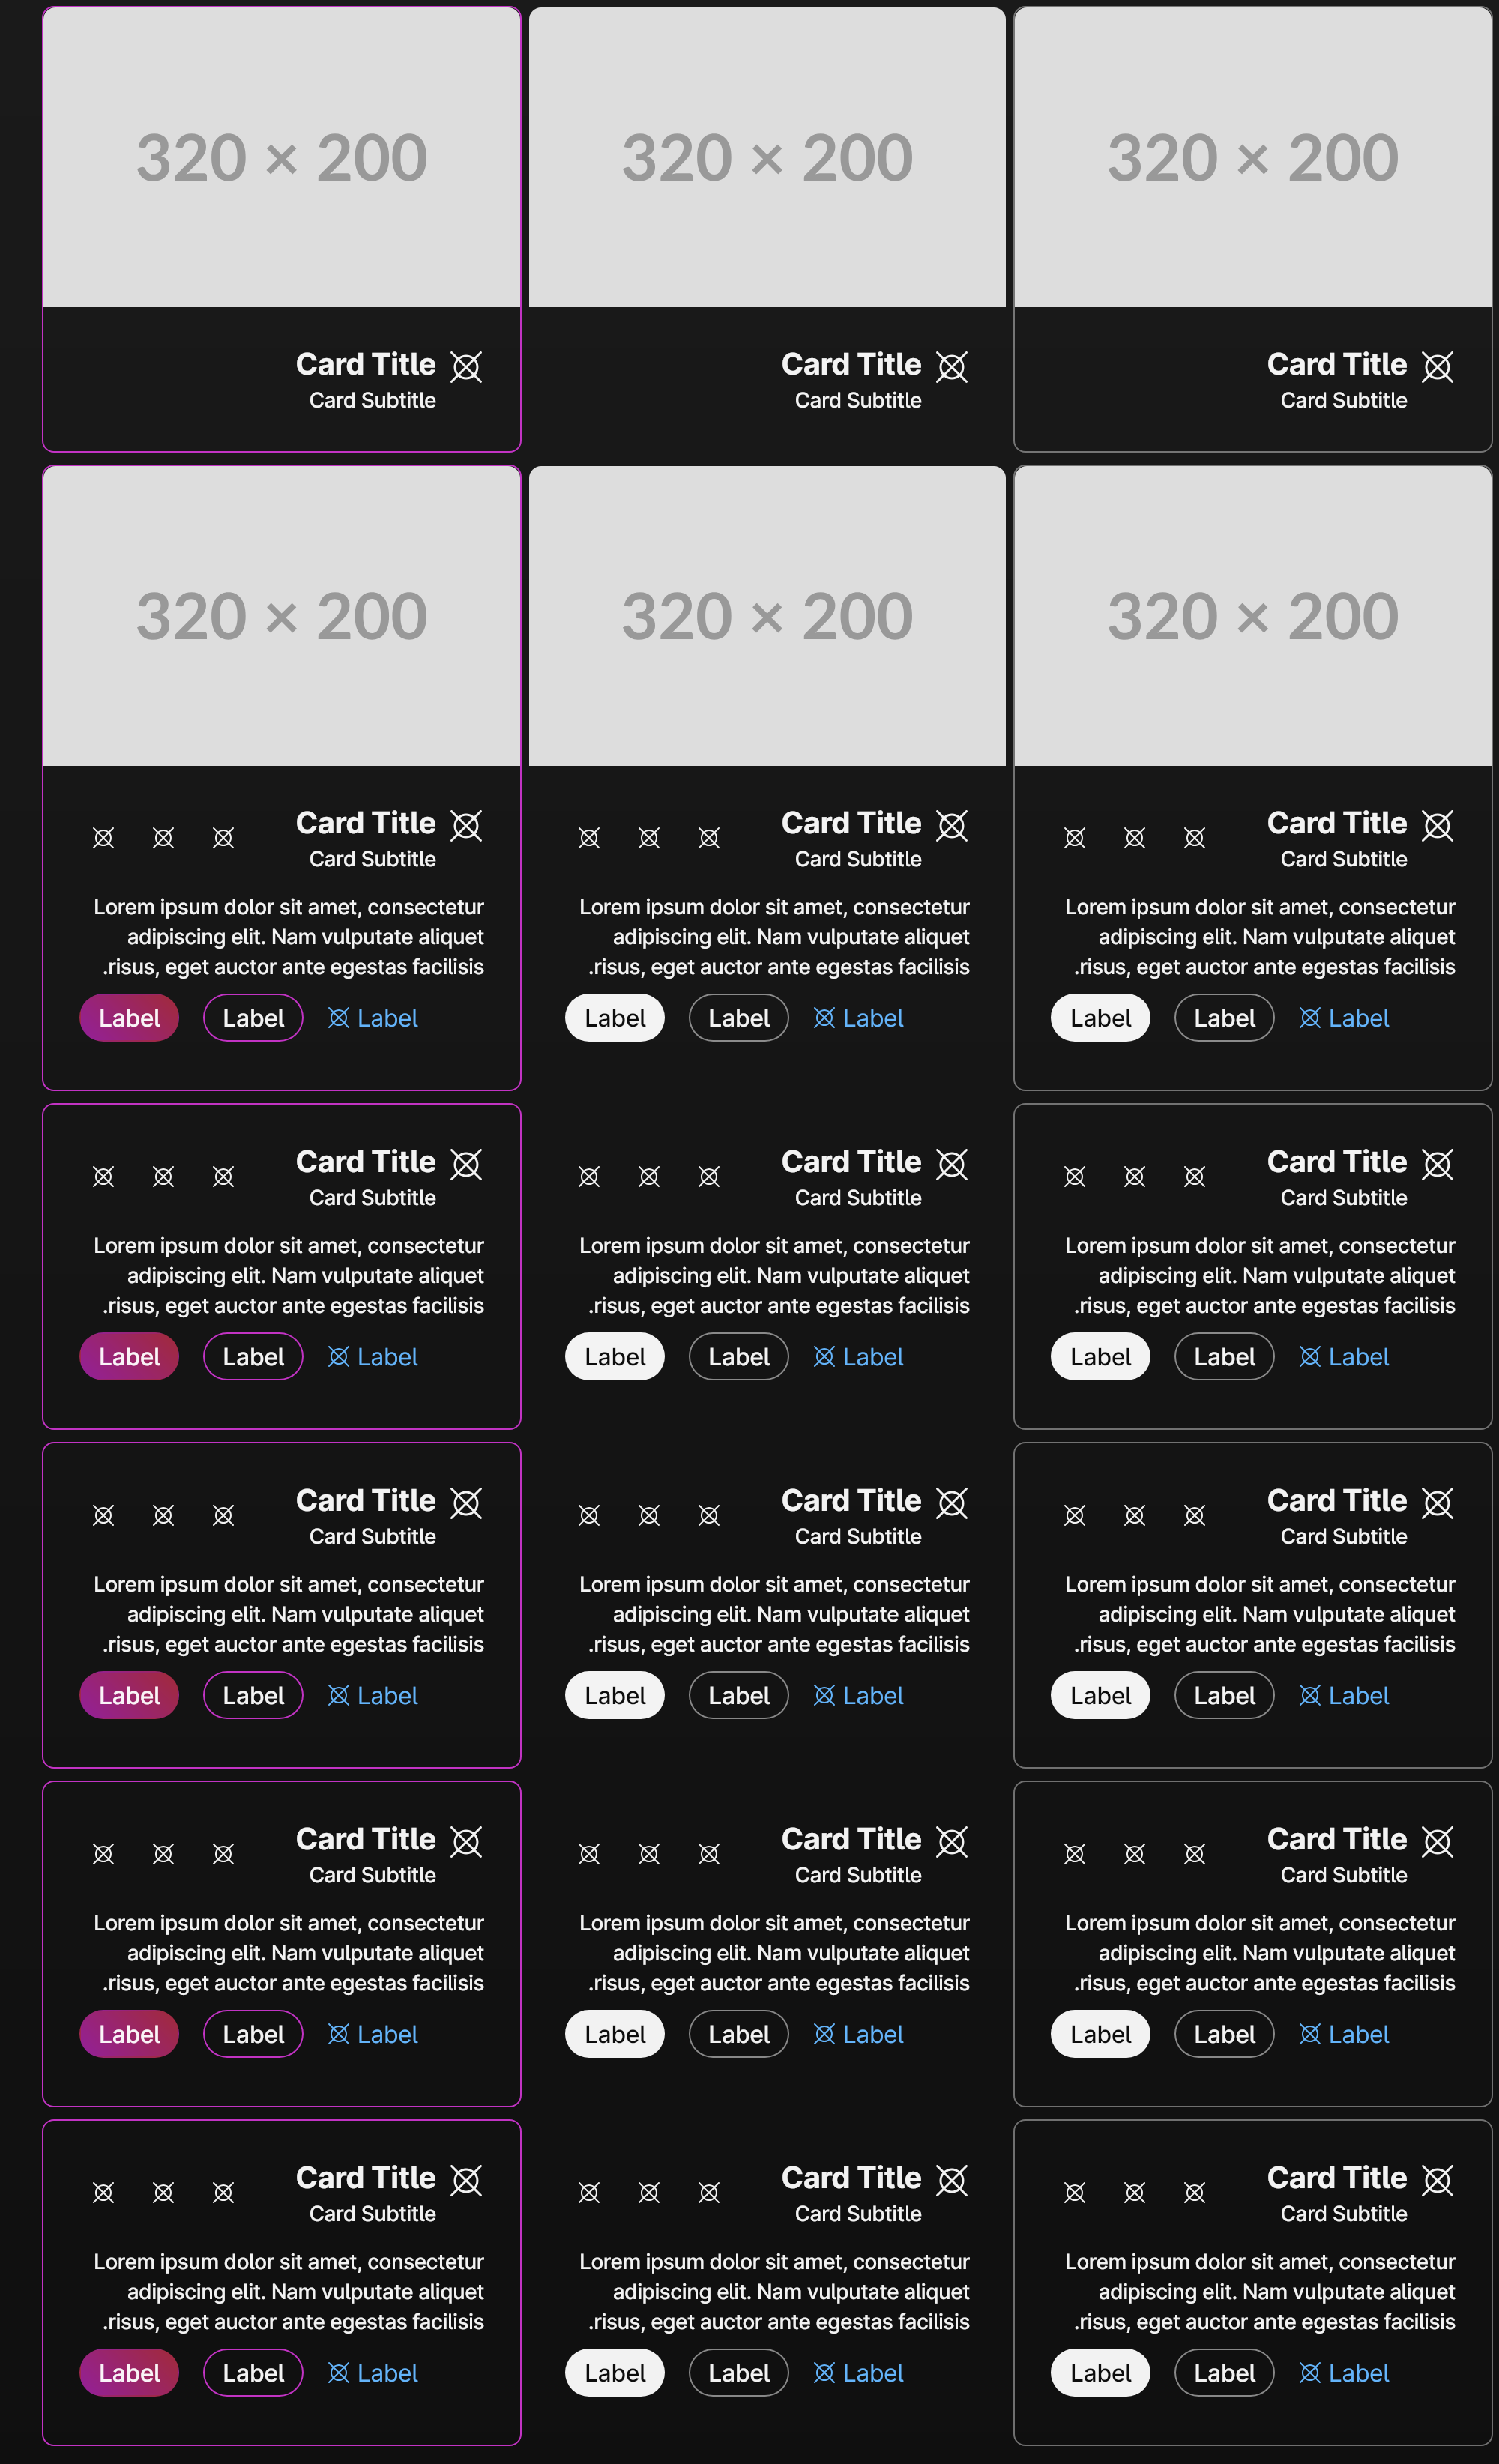 320 × 200
Card Title
Card Subtitle
320 × 200
Card Title
Card Subtitle
320 × 200
Card Title
Card Subtitle
320 × 200
Card Title
Card Subtitle
Lorem ipsum dolor sit amet, consectetur
adipiscing elit. Nam vulputate aliquet
.risus, eget auctor ante egestas facilisis
Label Label Label
320 × 200
Card Title
Card Subtitle
Lorem ipsum dolor sit amet, consectetur
adipiscing elit. Nam vulputate aliquet
.risus, eget auctor ante egestas facilisis
Label Label Label
320 × 200
Card Title
Card Subtitle
Lorem ipsum dolor sit amet, consectetur
adipiscing elit. Nam vulputate aliquet
.risus, eget auctor ante egestas facilisis
Label Label Label
Card Title
Card Subtitle
Lorem ipsum dolor sit amet, consectetur
adipiscing elit. Nam vulputate aliquet
.risus, eget auctor ante egestas facilisis
Label Label Label
Card Title
Card Subtitle
Lorem ipsum dolor sit amet, consectetur
adipiscing elit. Nam vulputate aliquet
.risus, eget auctor ante egestas facilisis
Label Label Label
Card Title
Card Subtitle
Lorem ipsum dolor sit amet, consectetur
adipiscing elit. Nam vulputate aliquet
.risus, eget auctor ante egestas facilisis
Label Label Label
Card Title
Card Subtitle
Lorem ipsum dolor sit amet, consectetur
adipiscing elit. Nam vulputate aliquet
.risus, eget auctor ante egestas facilisis
Label Label Label
Card Title
Card Subtitle
Lorem ipsum dolor sit amet, consectetur
adipiscing elit. Nam vulputate aliquet
.risus, eget auctor ante egestas facilisis
Label Label Label
Card Title
Card Subtitle
Lorem ipsum dolor sit amet, consectetur
adipiscing elit. Nam vulputate aliquet
.risus, eget auctor ante egestas facilisis
Label Label Label
Card Title
Card Subtitle
Lorem ipsum dolor sit amet, consectetur
adipiscing elit. Nam vulputate aliquet
.risus, eget auctor ante egestas facilisis
Label Label Label
Card Title
Card Subtitle
Lorem ipsum dolor sit amet, consectetur
adipiscing elit. Nam vulputate aliquet
.risus, eget auctor ante egestas facilisis
Label Label Label
Card Title
Card Subtitle
Lorem ipsum dolor sit amet, consectetur
adipiscing elit. Nam vulputate aliquet
.risus, eget auctor ante egestas facilisis
Label Label Label
Card Title
Card Subtitle
Lorem ipsum dolor sit amet, consectetur
adipiscing elit. Nam vulputate aliquet
.risus, eget auctor ante egestas facilisis
Label Label Label
Card Title
Card Subtitle
Lorem ipsum dolor sit amet, consectetur
adipiscing elit. Nam vulputate aliquet
.risus, eget auctor ante egestas facilisis
Label Label Label
Card Title
Card Subtitle
Lorem ipsum dolor sit amet, consectetur
adipiscing elit. Nam vulputate aliquet
.risus, eget auctor ante egestas facilisis
Label Label Label